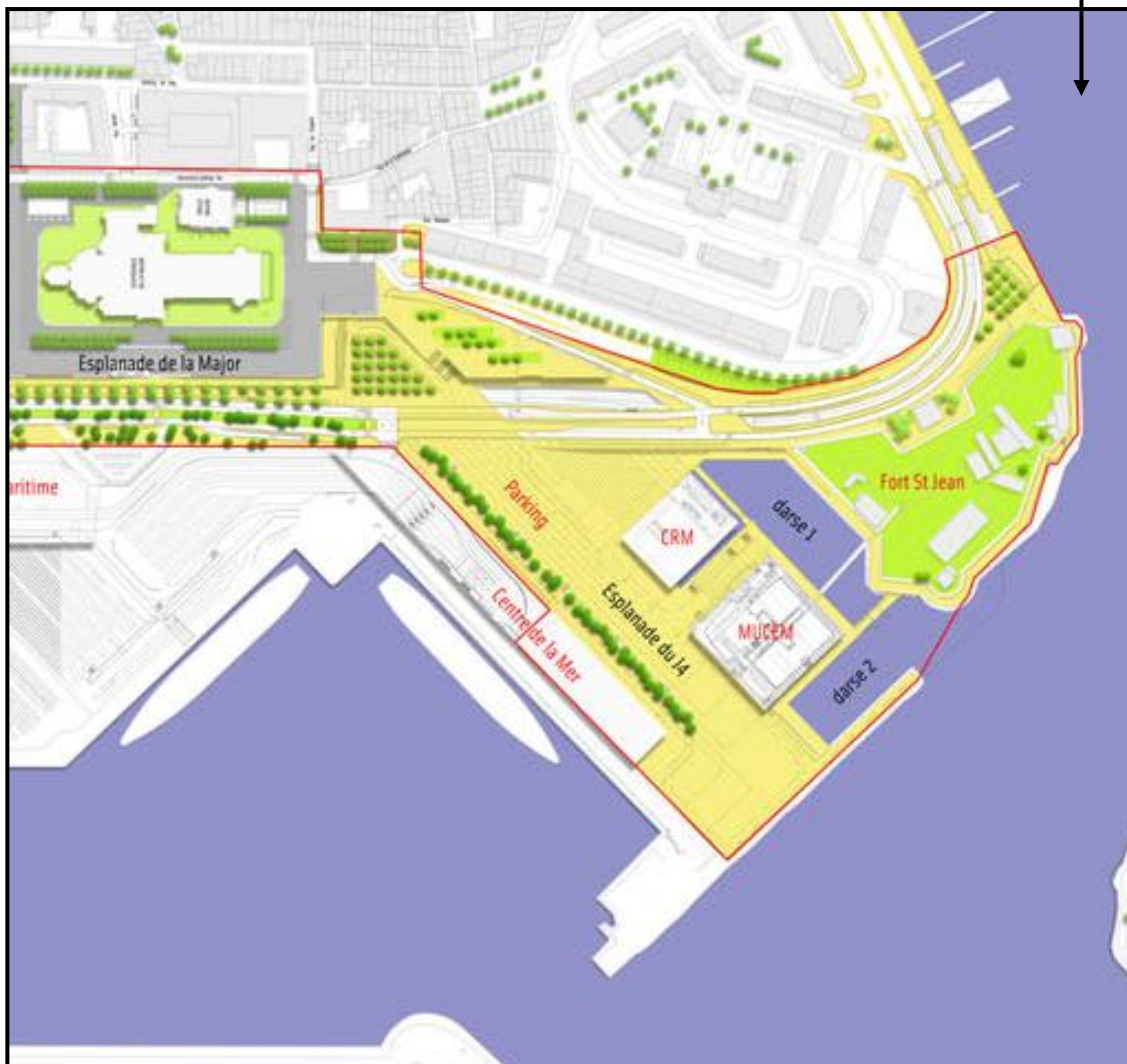 Esplanade de la Major
aritime
Parking
Fort St Jean
darse 1
CRM
Centre de la Mer
Esplanade du J4
MUCEM
darse 2